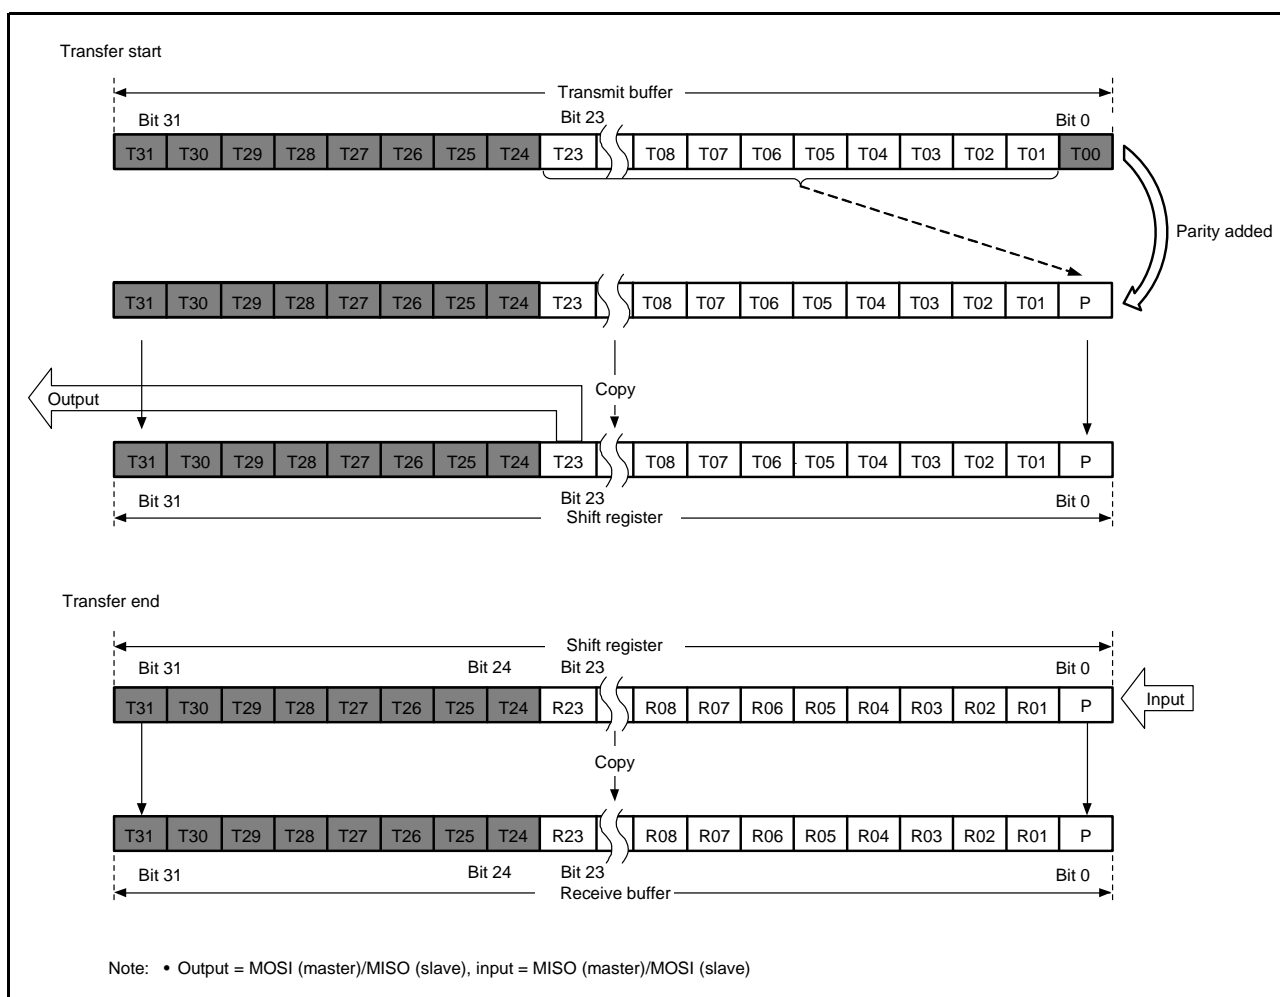 Transfer start
Transmit buffer
Bit 31 Bit 23 Bit 0
T31 T30 T29 T28 T27 T26 T25 T24 T23 T08 T07 T06 T05 T04 T03 T02 T01 T00
Parity added
T31 T30 T29 T28 T27 T26 T25 T24 T23 T08 T07 T06 T05 T04 T03 T02 T01 P
Output
Copy
T31 T30 T29 T28 T27 T26 T25 T24 T23 T08 T07 T06 T05 T04 T03 T02 T01 P
Bit 31 Bit 23 Bit 0
Shift register
Transfer end
Shift register
Bit 31 Bit 24 Bit 23 Bit 0
T31 T30 T29 T28 T27 T26 T25 T24 R23 R08 R07 R06 R05 R04 R03 R02 R01 P
Input
Copy
T31 T30 T29 T28 T27 T26 T25 T24 R23 R08 R07 R06 R05 R04 R03 R02 R01 P
Bit 31 Bit 24 Bit 23 Bit 0
Receive buffer
Note: • Output = MOSI (master)/MISO (slave), input = MISO (master)/MOSI (slave)